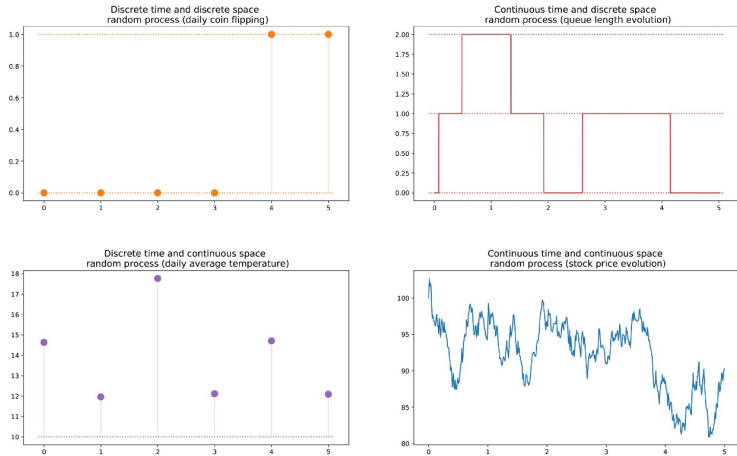 Discrete time and discrete space
random process (daily coin flipping)
1.0
0.8
0.6
0.4
0.2
0.0
0 1 2 3 4 5
Continuous time and discrete space
random process (queue length evolution)
2.00
1.75
1.50
1.25
1.00
0.75
0.50
0.25
0.00
0 1 2 3 4 5
Discrete time and continuous space
random process (daily average temperature)
18
17
16
15
14
13
12
11
10
0 1 2 3 4 5
Continuous time and continuous space
random process (stock price evolution)
100
95
90
85
80
0 1 2 3 4 5